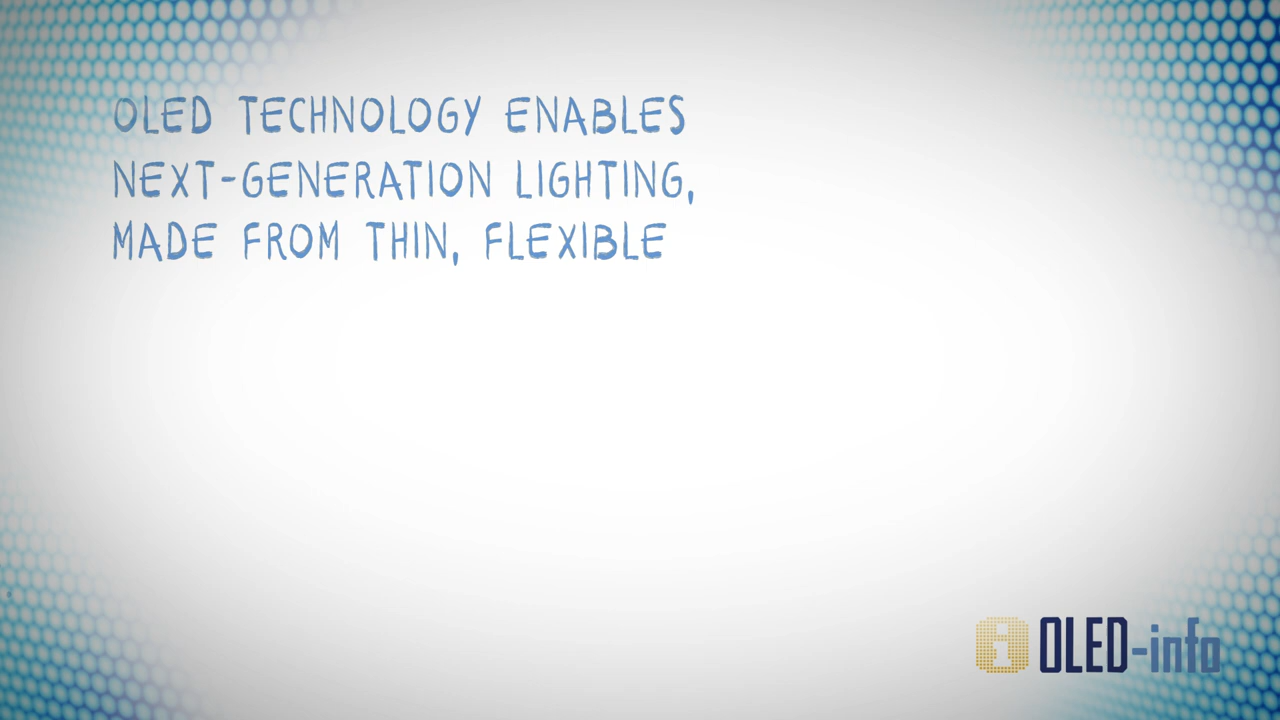 OLED TECHNOLOGY ENABLES
NEXT-GENERATION LIGHTING,
MADE FROM THIN, FLEXIBLE
OLED-info